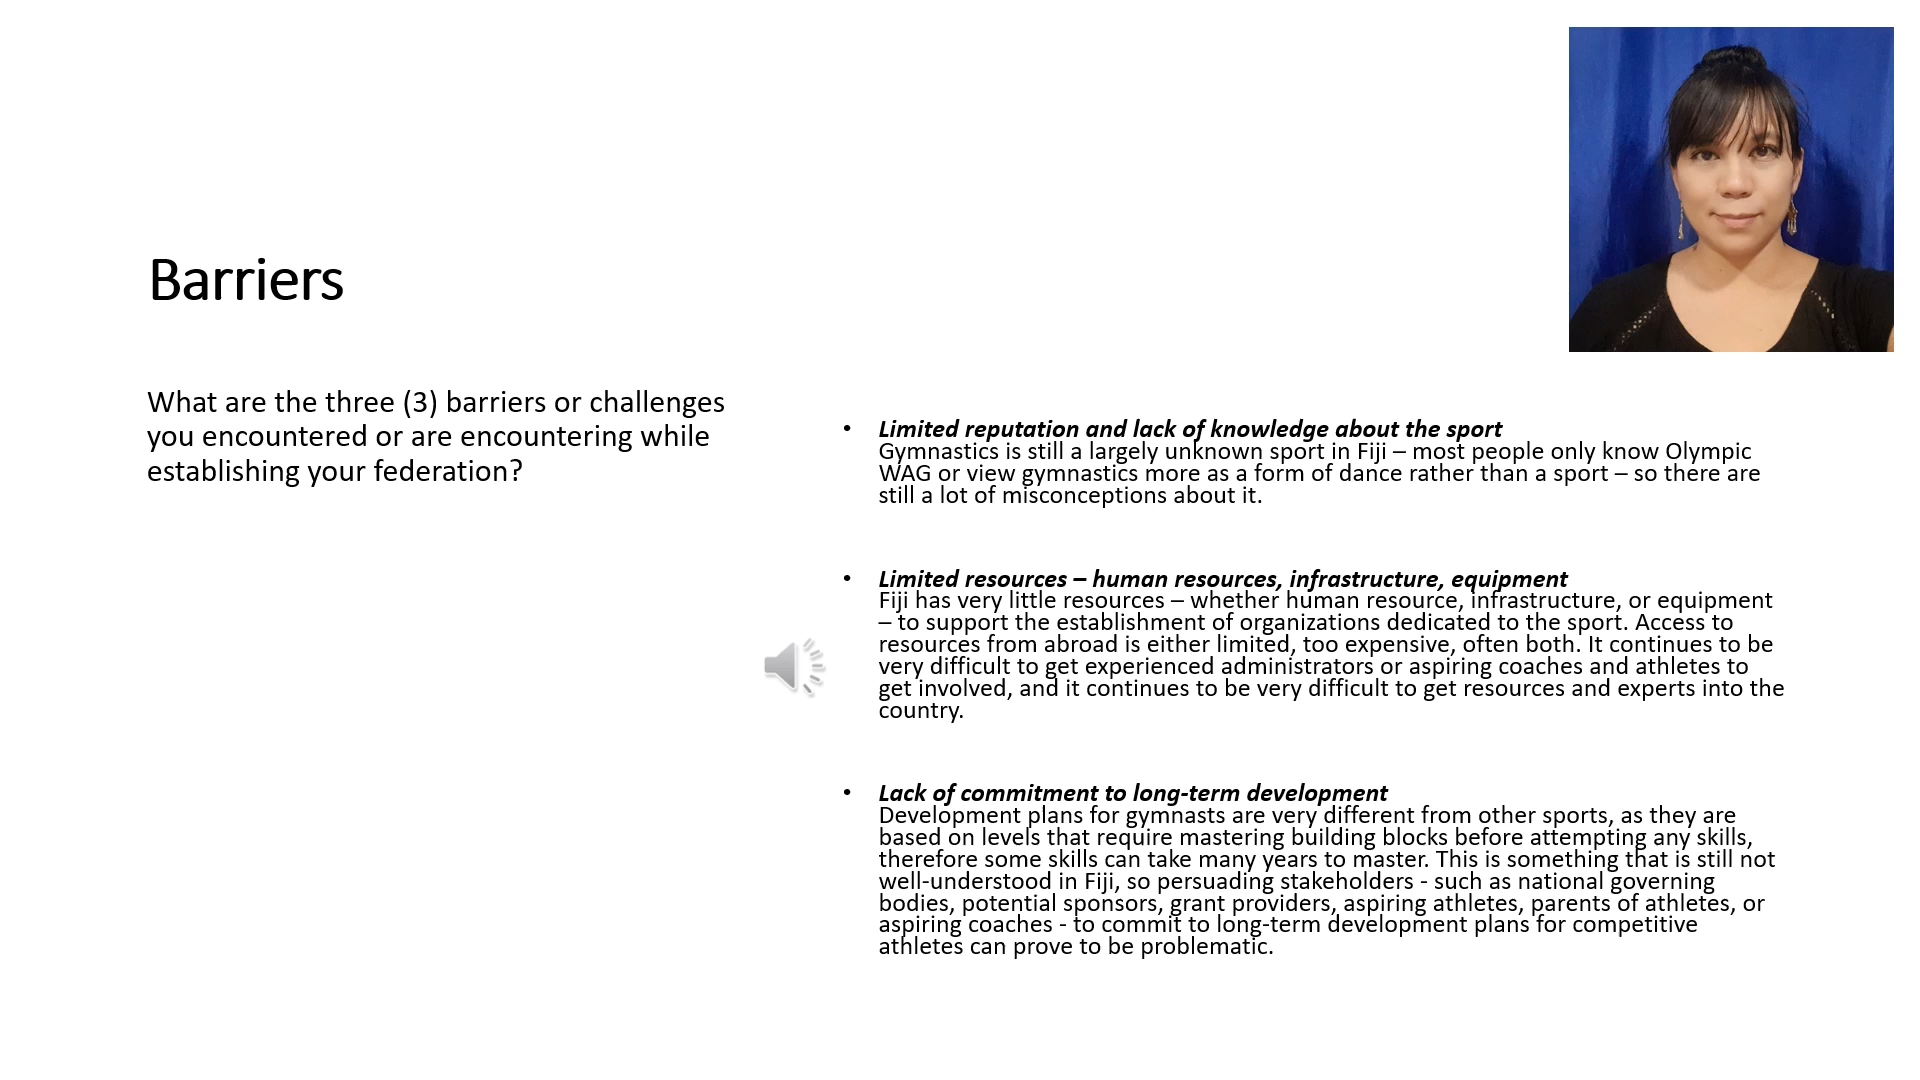 Barriers
What are the three (3) barriers or challenges
you encountered or are encountering while
establishing your federation?
• Limited reputation and lack of knowledge about the sport
Gymnastics is still a largely unknown sport in Fiji – most people only know Olympic
WAG or view gymnastics more as a form of dance rather than a sport – so there are
still a lot of misconceptions about it.
• Limited resources – human resources, infrastructure, equipment
Fiji has very little resources – whether human resource, infrastructure, or equipment
– to support the establishment of organizations dedicated to the sport. Access to
resources from abroad is either limited, too expensive, often both. It continues to be
very difficult to get experienced administrators or aspiring coaches and athletes to
get involved, and it continues to be very difficult to get resources and experts into the
country.
• Lack of commitment to long-term development
Development plans for gymnasts are very different from other sports, as they are
based on levels that require mastering building blocks before attempting any skills,
therefore some skills can take many years to master. This is something that is still not
well-understood in Fiji, so persuading stakeholders - such as national governing
bodies, potential sponsors, grant providers, aspiring athletes, parents of athletes, or
aspiring coaches - to commit to long-term development plans for competitive
athletes can prove to be problematic.